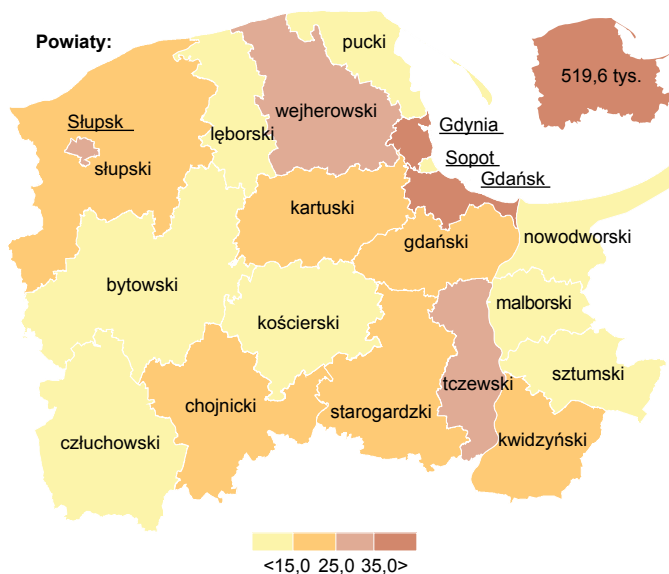 Powiaty:
pucki
519,6 tys.
Słupsk
wejherowski
Gdynia
lęborski
Sopot
słupski
Gdańsk
kartuski
gdański
nowodworski
bytowski
malborski
kościerski
sztumski
tczewski
chojnicki
starogardzki
człuchowski
kwidzyński
<15,0 25,0 35,0>